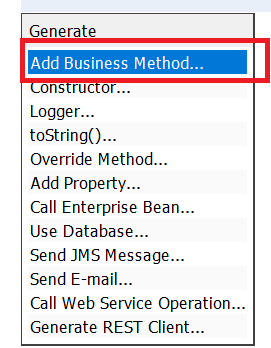 Generate
Add Business Method...
Constructor...
Logger...
toString()...
Override Method...
Add Property...
Call Enterprise Bean...
Use Database...
Send JMS Message...
Send E-mail...
Call Web Service Operation...
Generate REST Client...